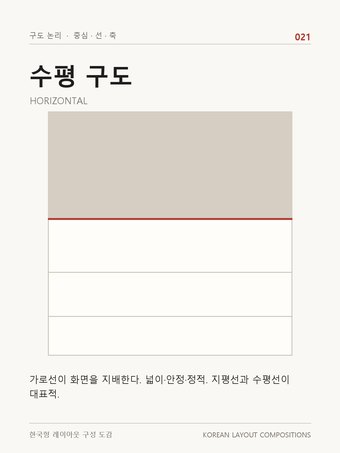 구도 논리 · 중심 · 선 · 축
021
수평 구도
HORIZONTAL
가로선이 화면을 지배한다. 넓이·안정·정적. 지평선과 수평선이
대표적.
한국형 레이아웃 구성 도감
KOREAN LAYOUT COMPOSITIONS